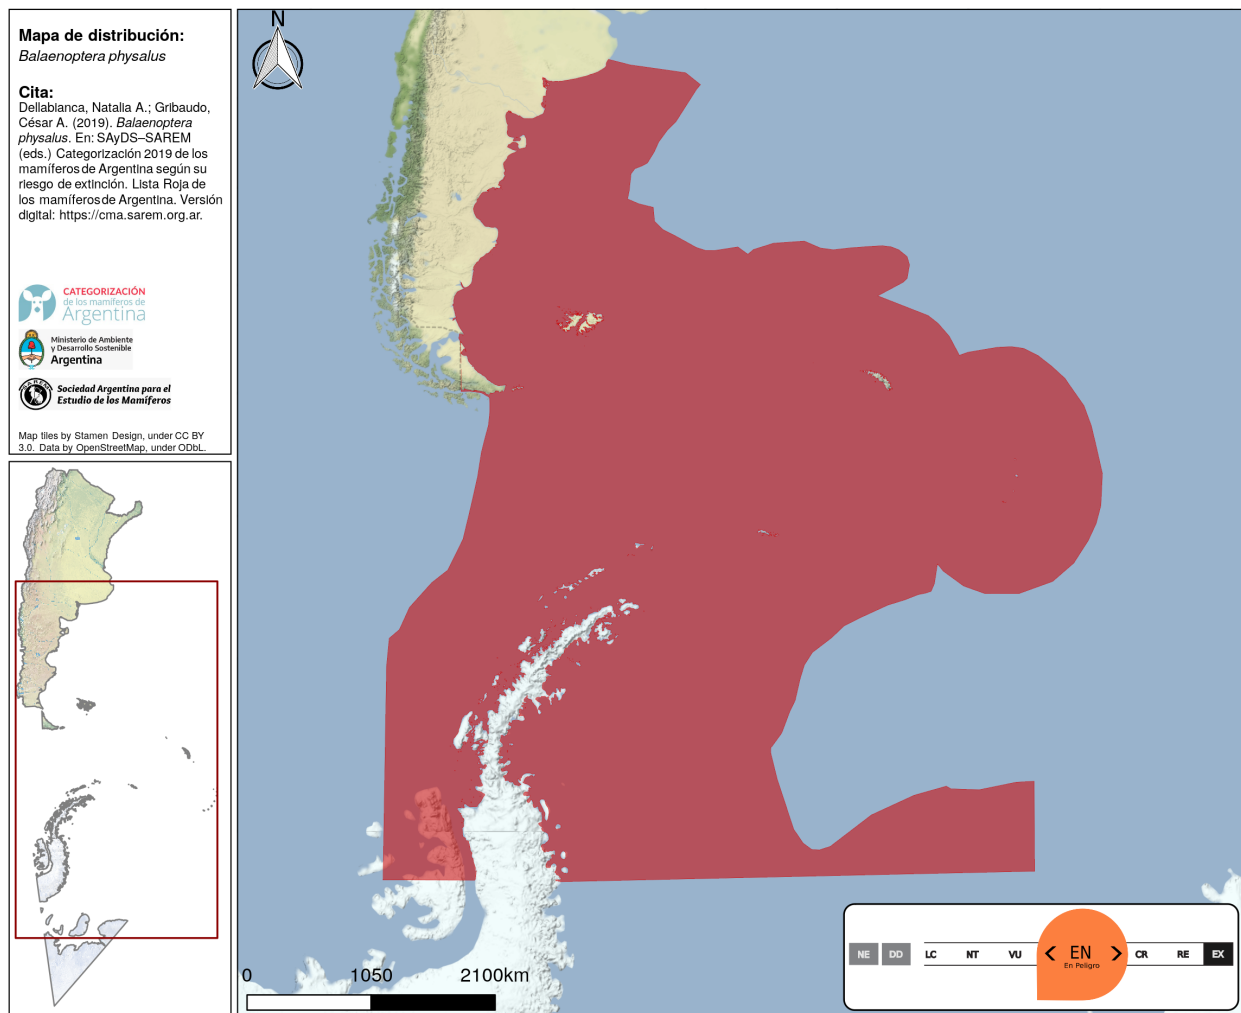 Mapa de distribución:
Balaenoptera physalus
Cita:
Dellabianca, Natalia A.; Gribaudo,
César A. (2019). Balaenoptera
physalus. En: SAyDS–SAREM
(eds.) Categorización 2019 de los
mamíferos de Argentina según su
riesgo de extinción. Lista Roja de
los mamíferos de Argentina. Versión
digital: https://cma.sarem.org.ar.
CATEGORIZACIÓN
de los mamíferos de
Argentina
Ministerio de Ambiente
y Desarrollo Sostenible
Argentina
SAREM
Sociedad Argentina para el
Estudio de los Mamíferos
Map tiles by Stamen Design, under CC BY
3.0. Data by OpenStreetMap, under ODbL.
N
0 1050 2100km
NE DD LC NT VU < EN > CR RE EX
En Peligro